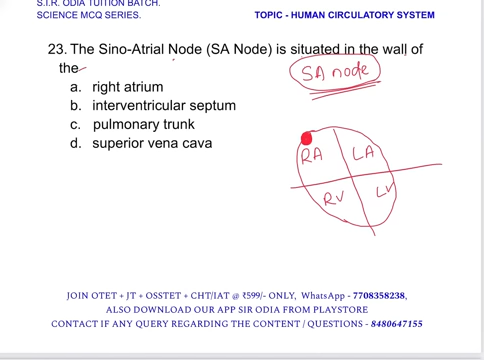 S.I.R. ODIA TUITION BATCH.
SCIENCE MCQ SERIES.
TOPIC - HUMAN CIRCULATORY SYSTEM
23. The Sino-Atrial Node (SA Node) is situated in the wall of
the
SA node
a. right atrium
b. interventricular septum
c. pulmonary trunk
d. superior vena cava
RA LA
RV LV
JOIN OTET + JT + OSSTET + CHT/IAT @ ₹599/- ONLY, WhatsApp - 7708358238,
ALSO DOWNLOAD OUR APP SIR ODIA FROM PLAYSTORE
CONTACT IF ANY QUERY REGARDING THE CONTENT / QUESTIONS - 8480647155